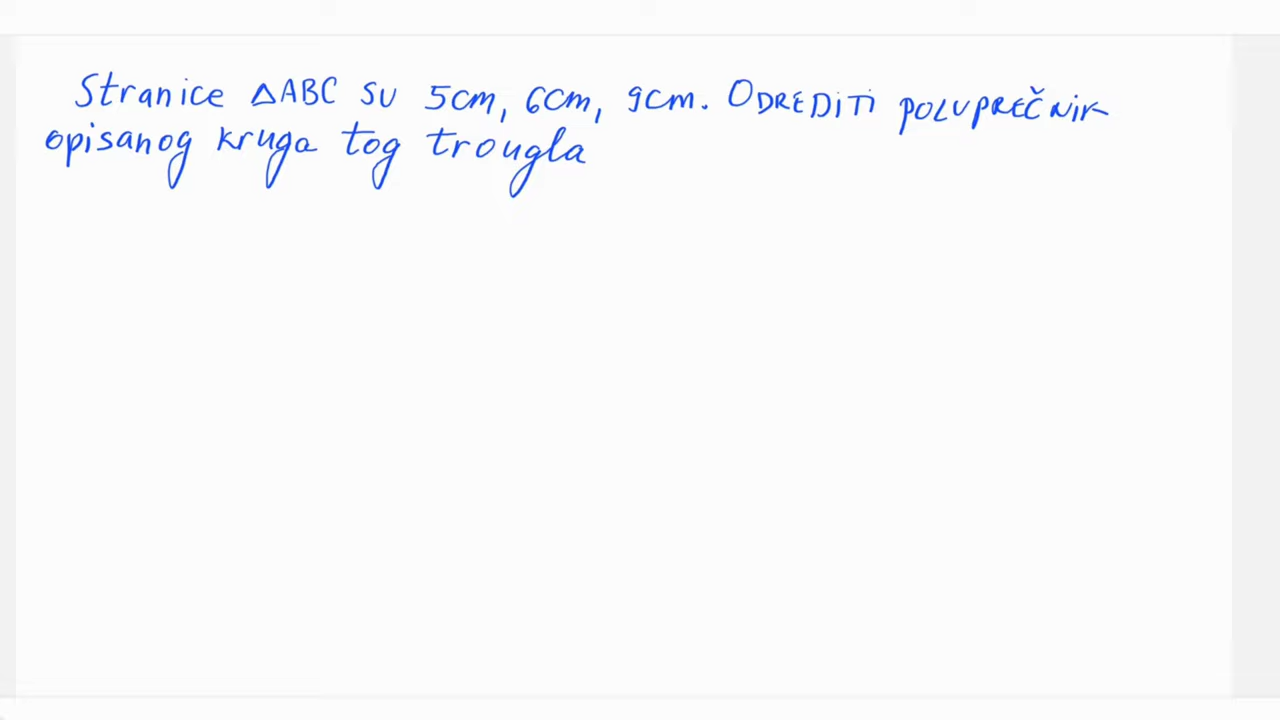 Stranice △ABC su 5cm, 6cm, 9cm. ODREDITI POLUPREČNIK
opisanog kruga tog trougla